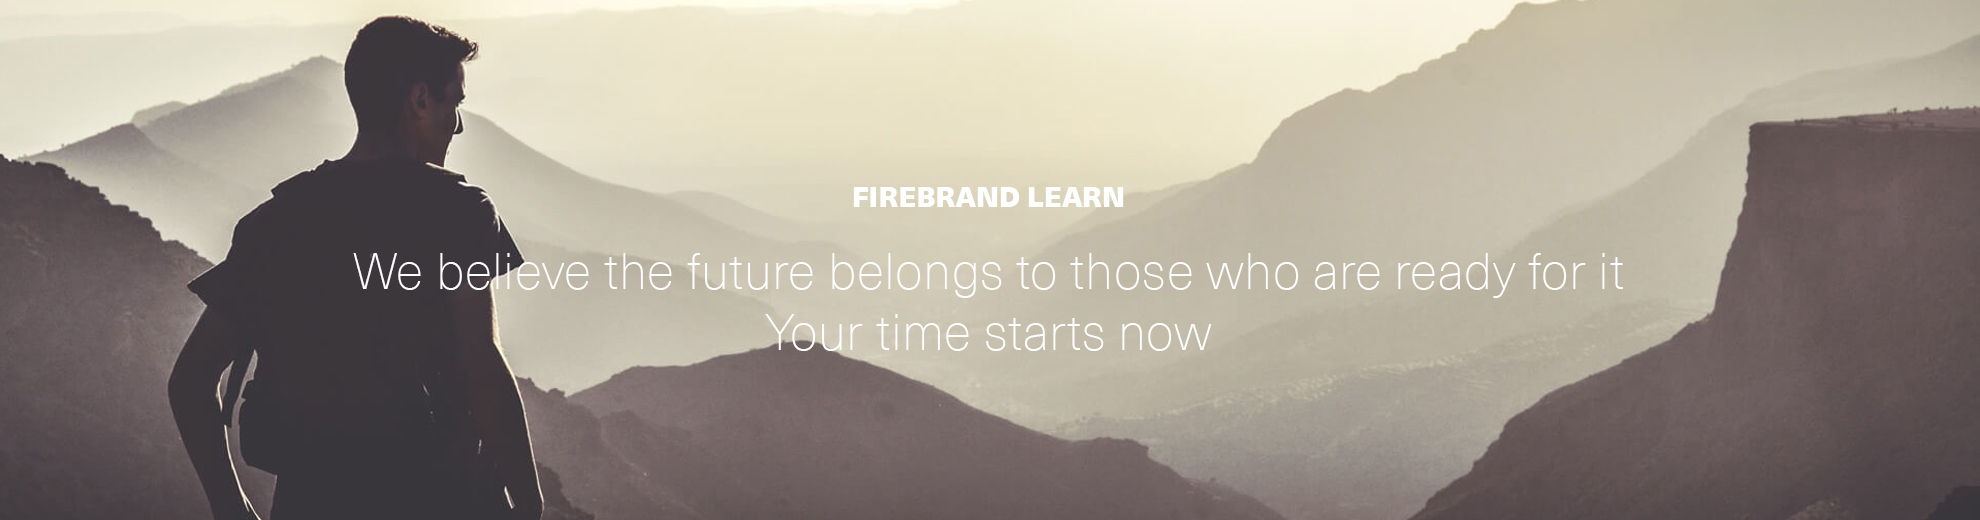 FIREBRAND LEARN
We believe the future belongs to those who are ready for it
Your time starts now